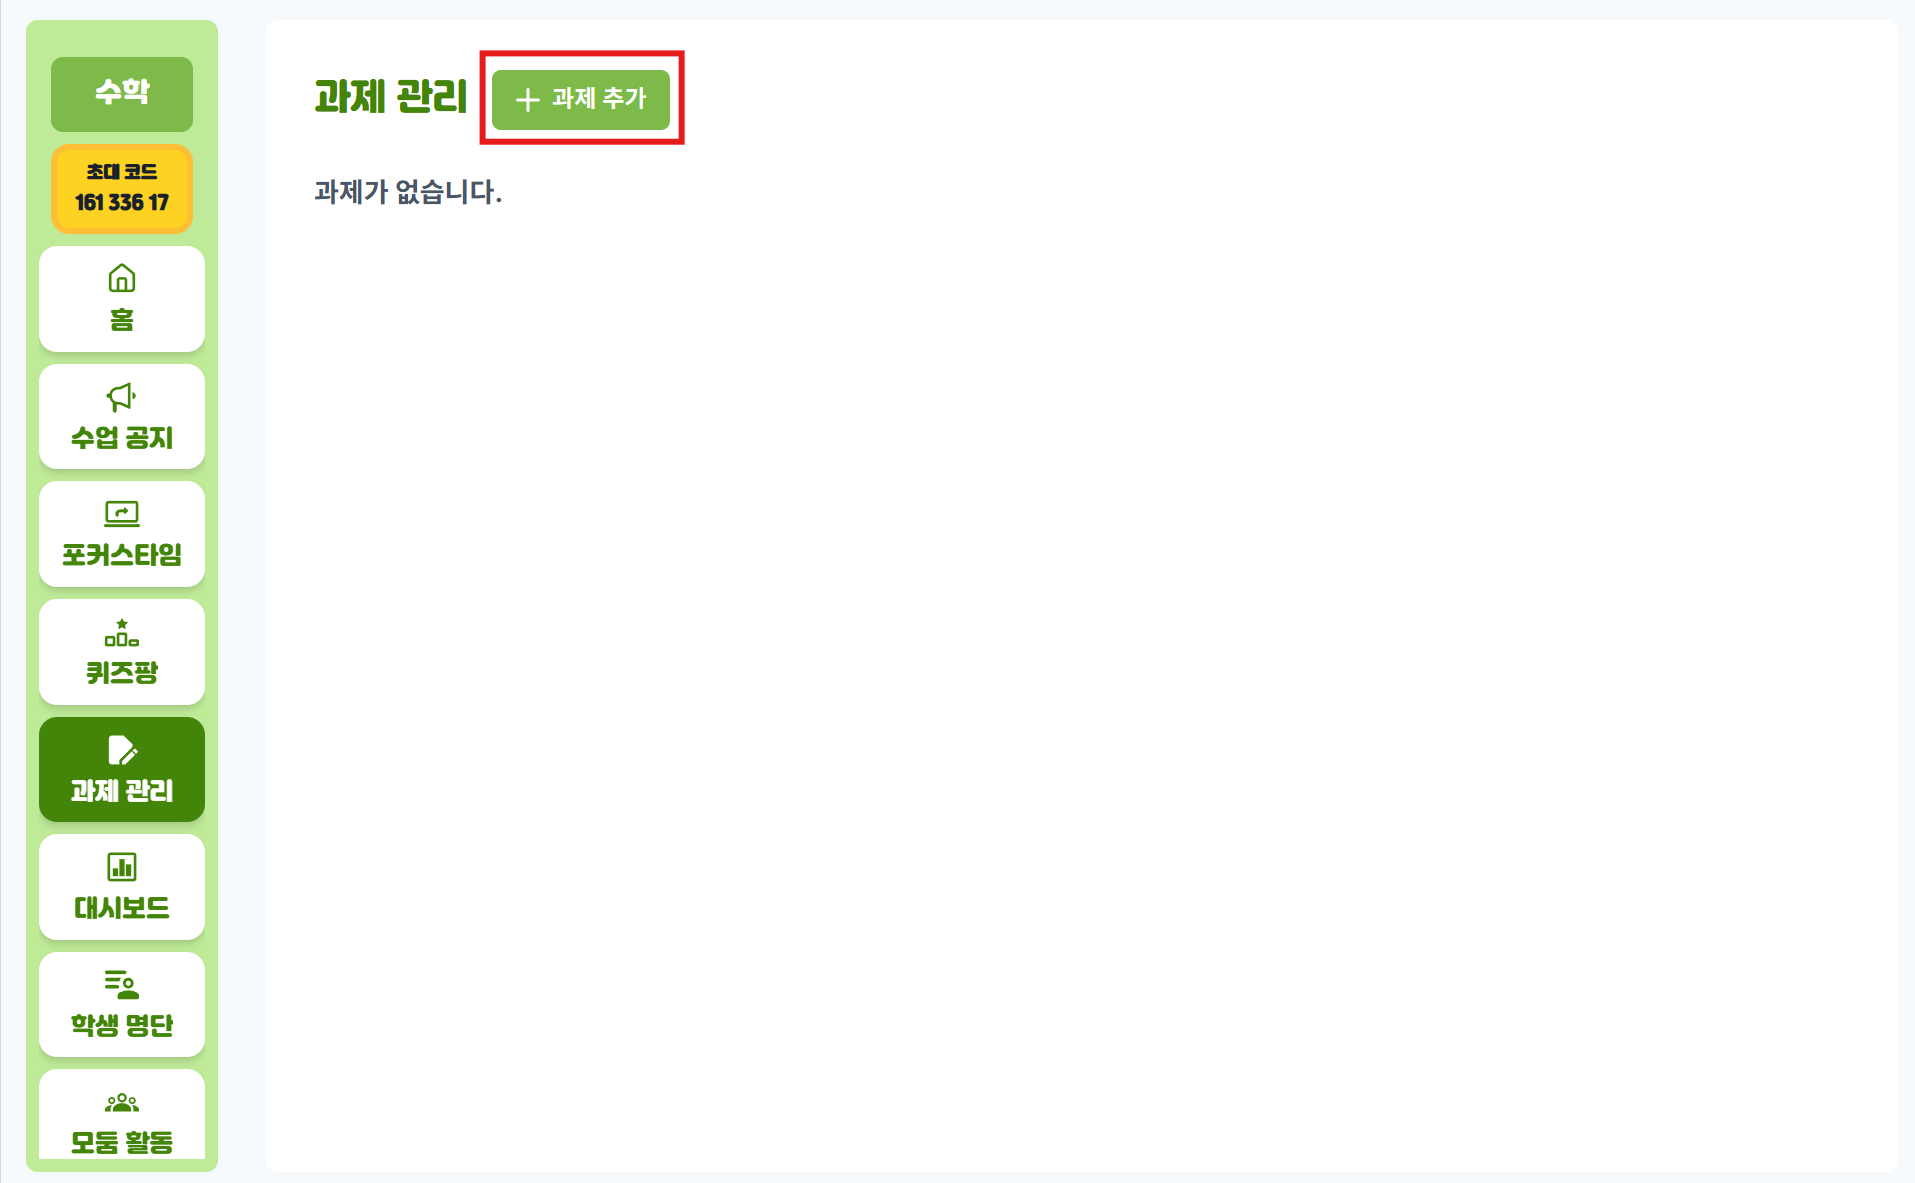 수학
초대 코드
161 336 17
홈
수업 공지
포커스타임
퀴즈팡
과제 관리
대시보드
학생 명단
모둠 활동
과제 관리
+ 과제 추가
과제가 없습니다.